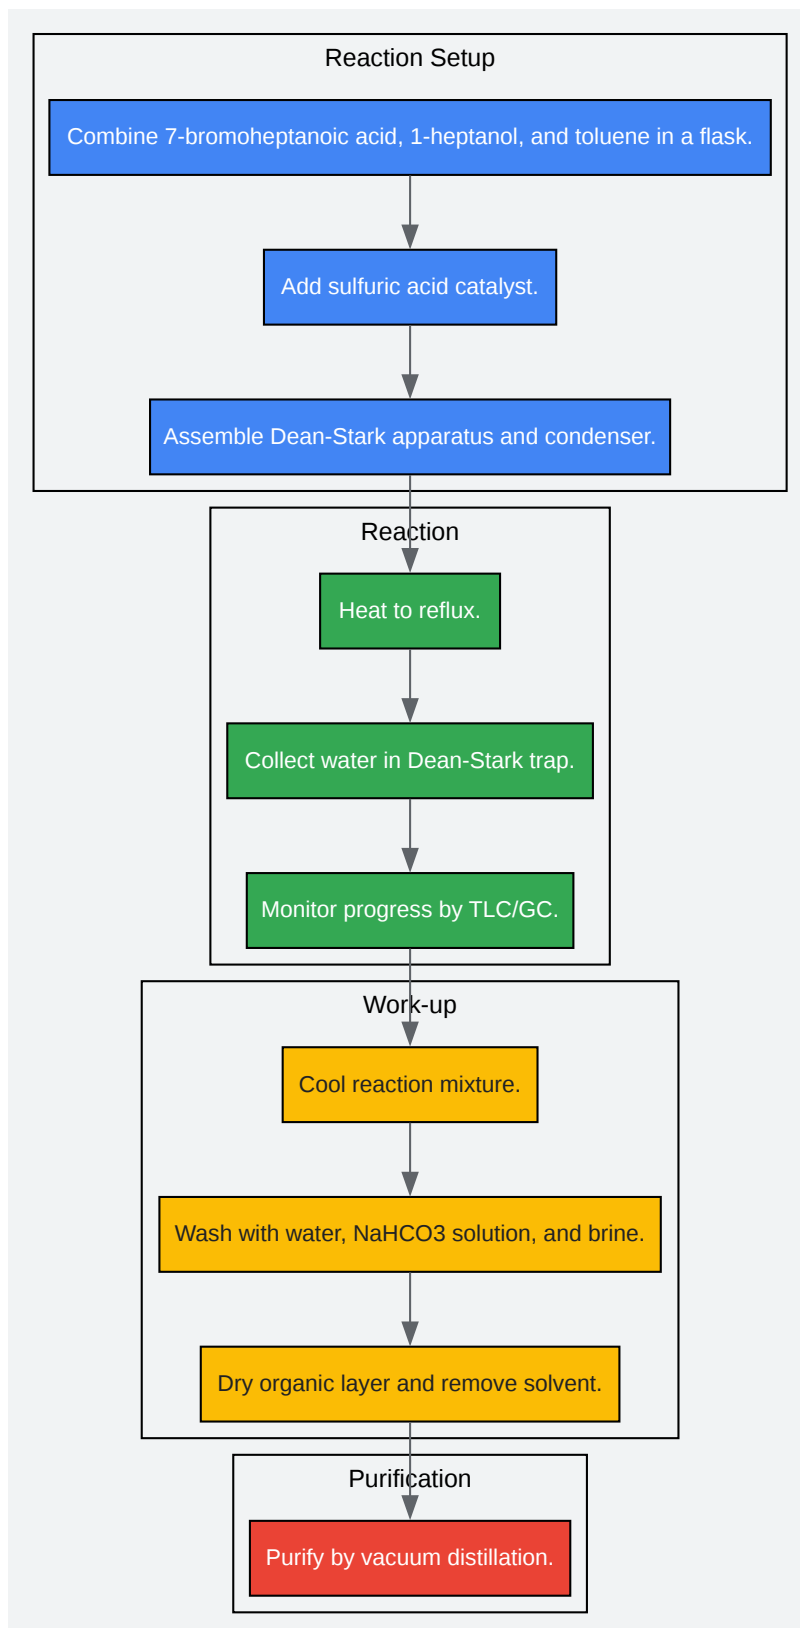 Reaction Setup
Combine 7-bromoheptanoic acid, 1-heptanol, and toluene in a flask.
Add sulfuric acid catalyst.
Assemble Dean-Stark apparatus and condenser.
Reaction
Heat to reflux.
Collect water in Dean-Stark trap.
Monitor progress by TLC/GC.
Work-up
Cool reaction mixture.
Wash with water, NaHCO3 solution, and brine.
Dry organic layer and remove solvent.
Purification
Purify by vacuum distillation.